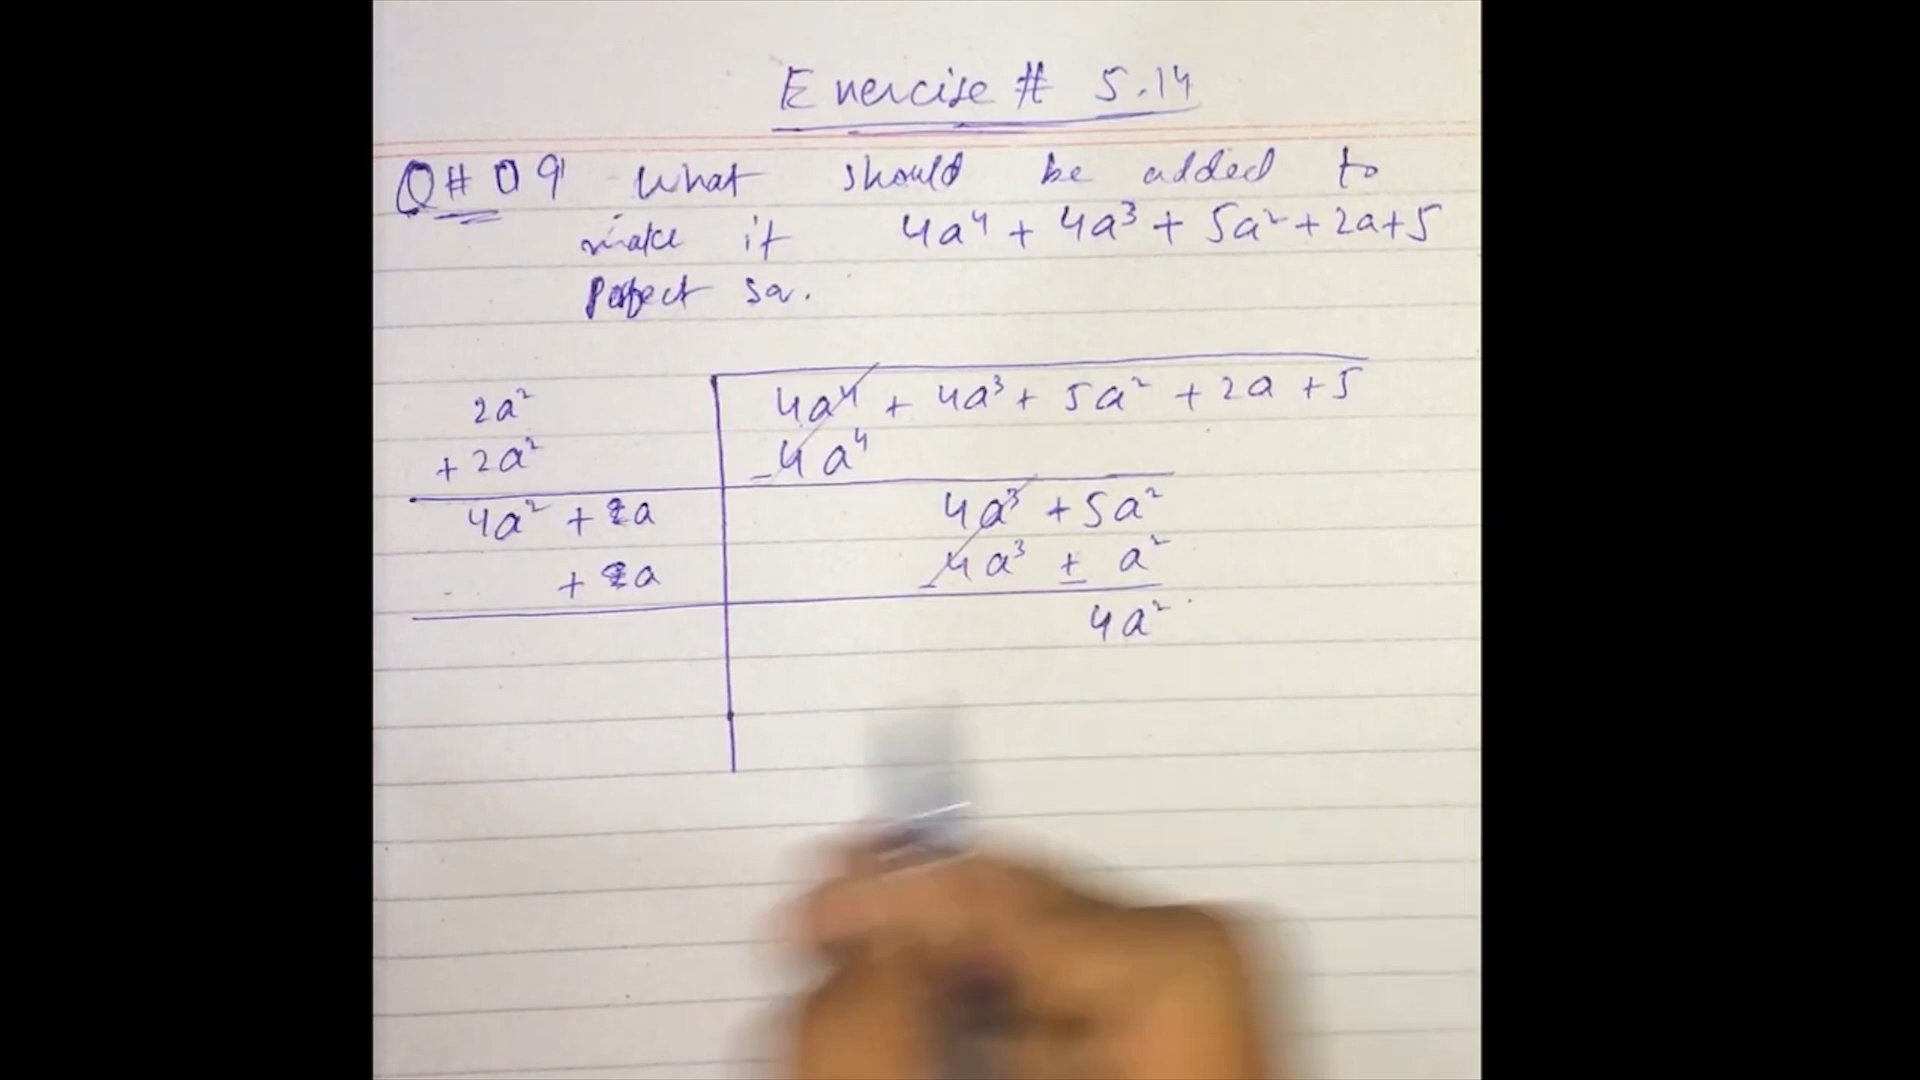 Exercise # 5.14
Q# 09 What should be added to
make it 4a⁴ + 4a³ + 5a² + 2a + 5
Perfect sq.
2a² 4a⁴ + 4a³ + 5a² + 2a + 5
+ 2a² - 4a⁴
4a² + a 4a³ + 5a²
+ a - 4a³ ± a²
4a²